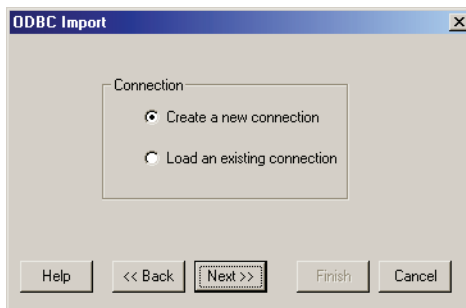 ODBC Import
Connection
Create a new connection
Load an existing connection
Help << Back Next >> Finish Cancel